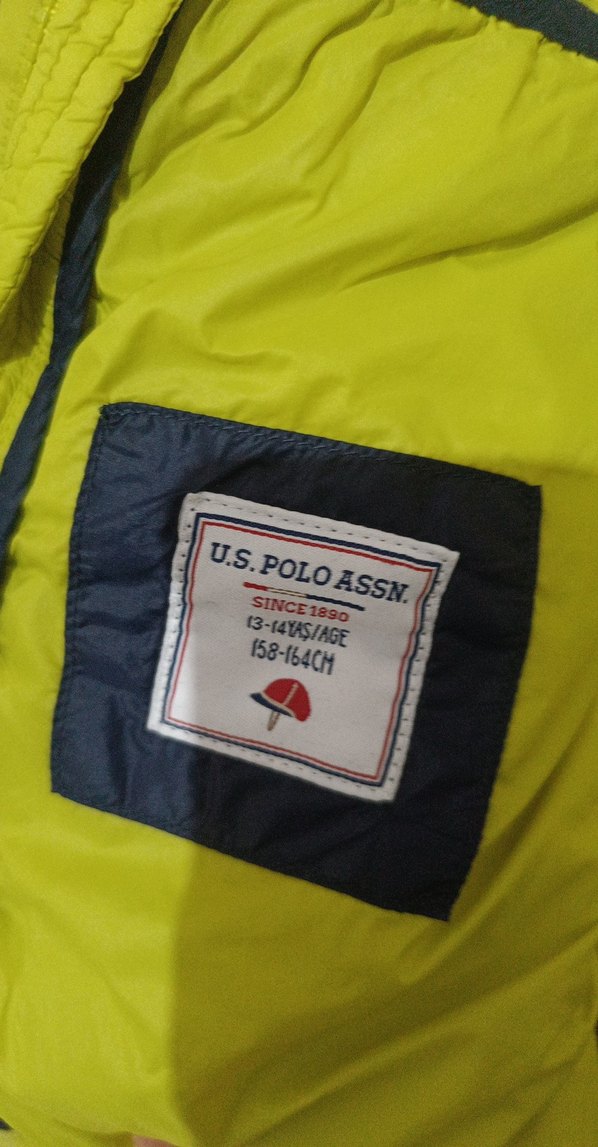 U.S. POLO ASSN.
SINCE 1890
13-14YAŞ/AGE
158-164CM